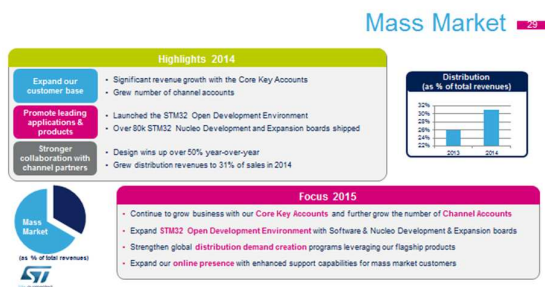 Mass Market
29
Highlights 2014
Expand our
customer base
• Significant revenue growth with the Core Key Accounts
• Grew number of channel accounts
Promote leading
applications &
products
• Launched the STM32 Open Development Environment
• Over 80k STM32 Nucleo Development and Expansion boards shipped
Stronger
collaboration with
channel partners
• Design wins up over 50% year-over-year
• Grew distribution revenues to 31% of sales in 2014
Distribution
(as % of total revenues)
32%
30%
28%
26%
24%
22%
2013
2014
Focus 2015
• Continue to grow business with our Core Key Accounts and further grow the number of Channel Accounts
• Expand STM32 Open Development Environment with Software & Nucleo Development & Expansion boards
• Strengthen global distribution demand creation programs leveraging our flagship products
• Expand our online presence with enhanced support capabilities for mass market customers
Mass
Market
(as % of total revenues)
ST